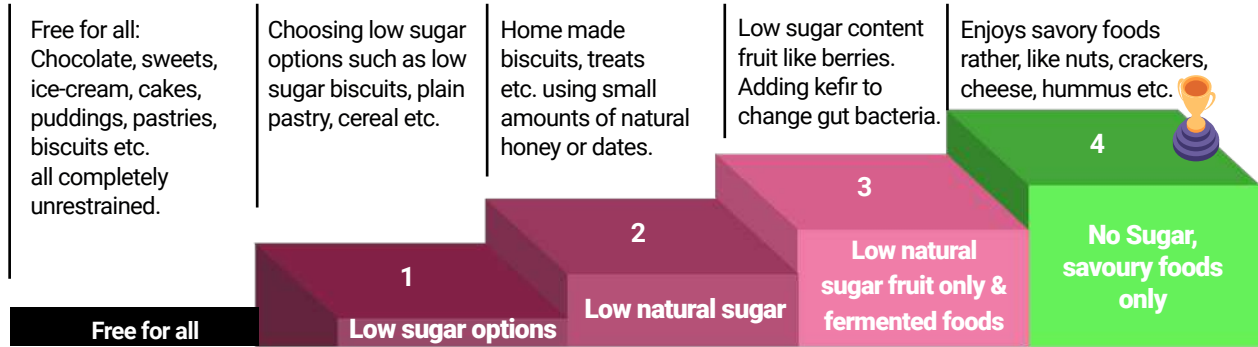 Free for all:
Chocolate, sweets,
ice-cream, cakes,
puddings, pastries,
biscuits etc.
all completely
unrestrained.
Free for all
Choosing low sugar
options such as low
sugar biscuits, plain
pastry, cereal etc.
1
Low sugar options
Home made
biscuits, treats
etc. using small
amounts of natural
honey or dates.
2
Low natural sugar
Low sugar content
fruit like berries.
Adding kefir to
change gut bacteria.
3
Low natural
sugar fruit only &
fermented foods
Enjoys savory foods
rather, like nuts, crackers,
cheese, hummus etc.
4
No Sugar,
savoury foods
only